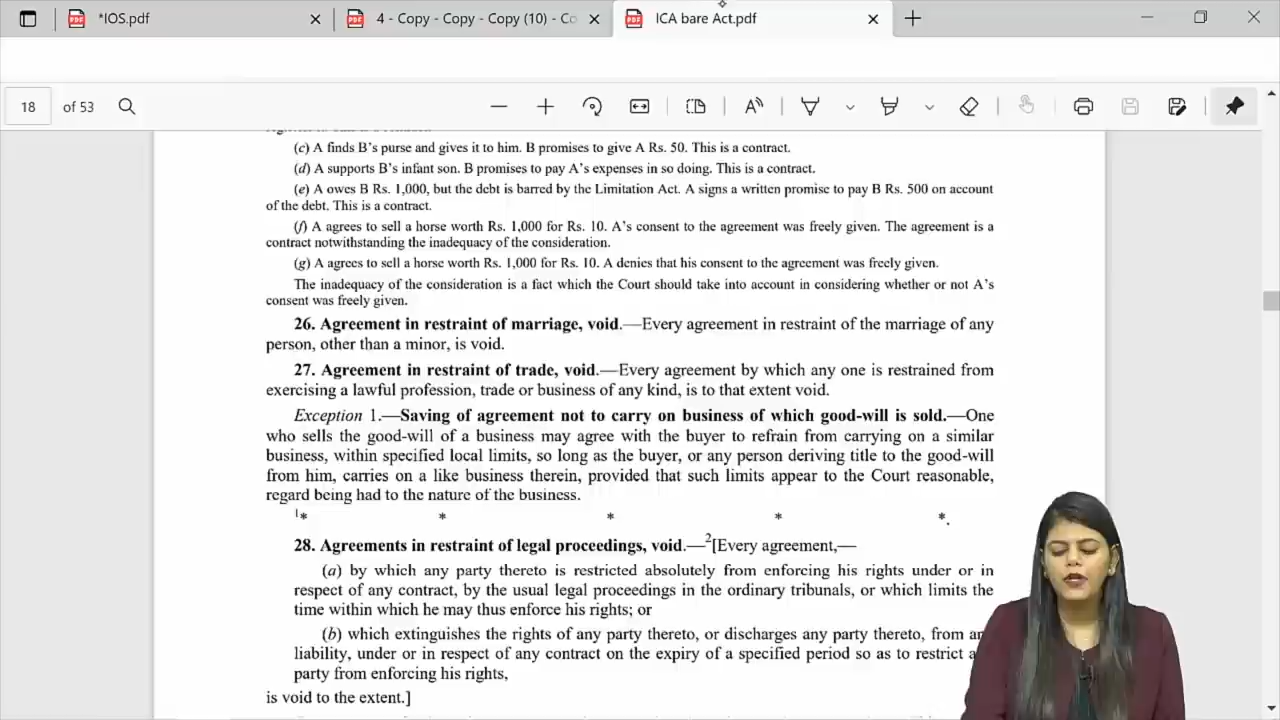 *IOS.pdf
4 - Copy - Copy - Copy (10) - Co
ICA bare Act.pdf
18 of 53
(c) A finds B's purse and gives it to him. B promises to give A Rs. 50. This is a contract.
(d) A supports B's infant son. B promises to pay A's expenses in so doing. This is a contract.
(e) A owes B Rs. 1,000, but the debt is barred by the Limitation Act. A signs a written promise to pay B Rs. 500 on account
of the debt. This is a contract.
(f) A agrees to sell a horse worth Rs. 1,000 for Rs. 10. A's consent to the agreement was freely given. The agreement is a
contract notwithstanding the inadequacy of the consideration.
(g) A agrees to sell a horse worth Rs. 1,000 for Rs. 10. A denies that his consent to the agreement was freely given.
The inadequacy of the consideration is a fact which the Court should take into account in considering whether or not A's
consent was freely given.
26. Agreement in restraint of marriage, void.—Every agreement in restraint of the marriage of any
person, other than a minor, is void.
27. Agreement in restraint of trade, void.—Every agreement by which any one is restrained from
exercising a lawful profession, trade or business of any kind, is to that extent void.
Exception 1.—Saving of agreement not to carry on business of which good-will is sold.—One
who sells the good-will of a business may agree with the buyer to refrain from carrying on a similar
business, within specified local limits, so long as the buyer, or any person deriving title to the good-will
from him, carries on a like business therein, provided that such limits appear to the Court reasonable,
regard being had to the nature of the business.
1* * * * *.
28. Agreements in restraint of legal proceedings, void.—2[Every agreement,—
(a) by which any party thereto is restricted absolutely from enforcing his rights under or in
respect of any contract, by the usual legal proceedings in the ordinary tribunals, or which limits the
time within which he may thus enforce his rights; or
(b) which extinguishes the rights of any party thereto, or discharges any party thereto, from
liability, under or in respect of any contract on the expiry of a specified period so as to restrict
party from enforcing his rights,
is void to the extent.]